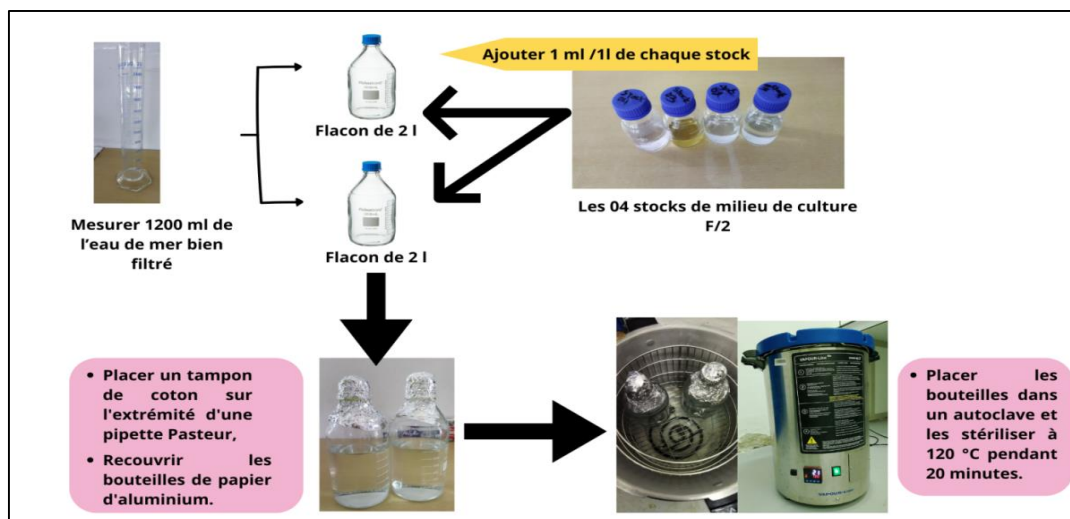 Ajouter 1 ml /1l de chaque stock
Flacon de 2 l
Mesurer 1200 ml de
l'eau de mer bien
filtré
Flacon de 2 l
Les 04 stocks de milieu de culture
F/2
• Placer un tampon
de coton sur
l'extrémité d'une
pipette Pasteur,
• Recouvrir les
bouteilles de papier
d'aluminium.
• Placer les
bouteilles dans
un autoclave et
les stériliser à
120 °C pendant
20 minutes.